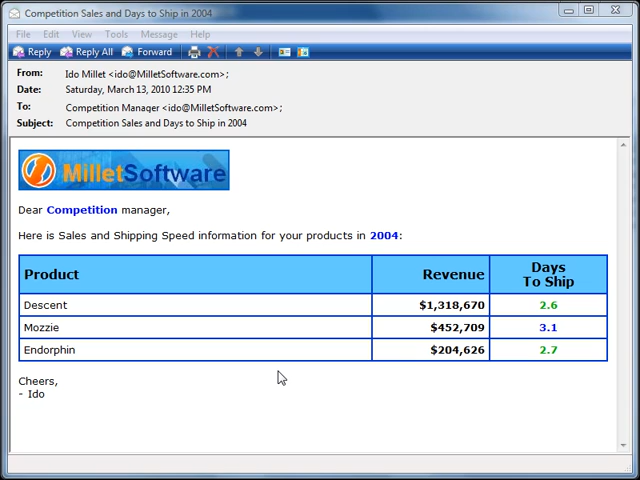 Competition Sales and Days to Ship in 2004
File Edit View Tools Message Help
Reply Reply All Forward
From: Ido Millet <ido@MilletSoftware.com>;
Date: Saturday, March 13, 2010 12:35 PM
To: Competition Manager <ido@MilletSoftware.com>;
Subject: Competition Sales and Days to Ship in 2004
MilletSoftware
Dear Competition manager,
Here is Sales and Shipping Speed information for your products in 2004:
Product Revenue Days To Ship
Descent $1,318,670 2.6
Mozzie $452,709 3.1
Endorphin $204,626 2.7
Cheers,
- Ido